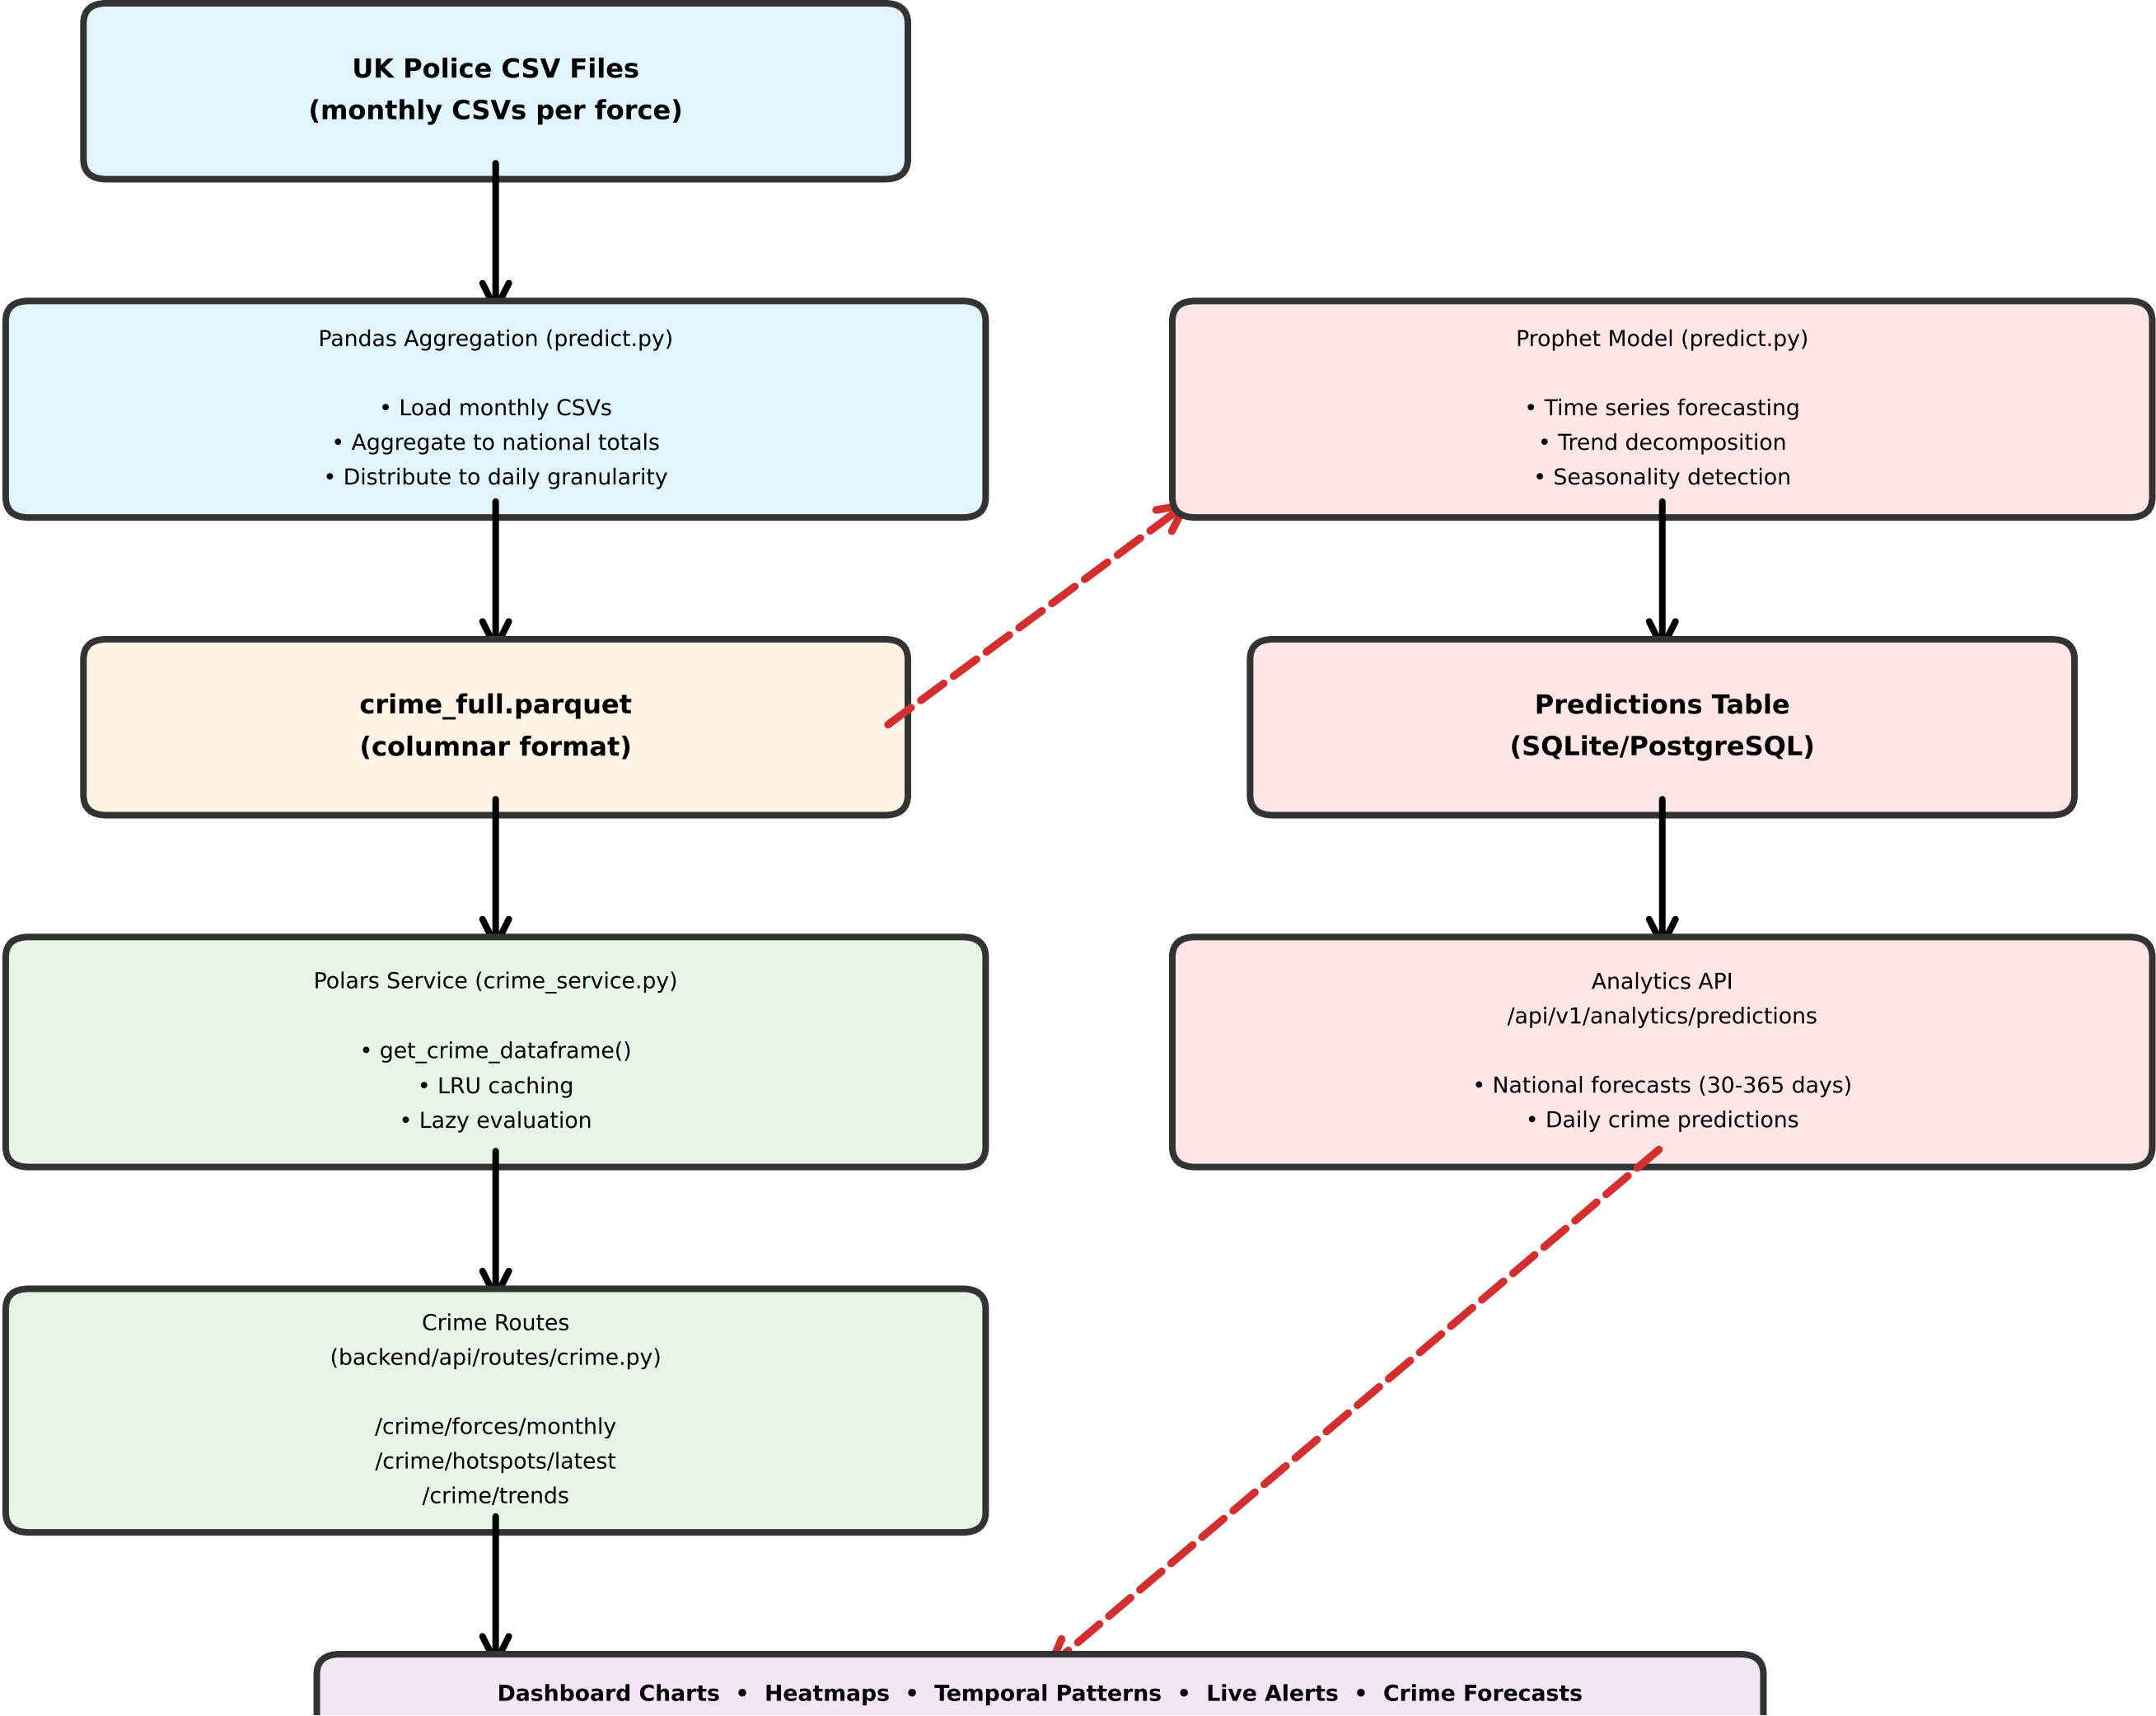 UK Police CSV Files
(monthly CSVs per force)
Pandas Aggregation (predict.py)
• Load monthly CSVs
• Aggregate to national totals
• Distribute to daily granularity
Prophet Model (predict.py)
• Time series forecasting
• Trend decomposition
• Seasonality detection
crime_full.parquet
(columnar format)
Predictions Table
(SQLite/PostgreSQL)
Polars Service (crime_service.py)
• get_crime_dataframe()
• LRU caching
• Lazy evaluation
Analytics API
/api/v1/analytics/predictions
• National forecasts (30-365 days)
• Daily crime predictions
Crime Routes
(backend/api/routes/crime.py)
/crime/forces/monthly
/crime/hotspots/latest
/crime/trends
Dashboard Charts • Heatmaps • Temporal Patterns • Live Alerts • Crime Forecasts